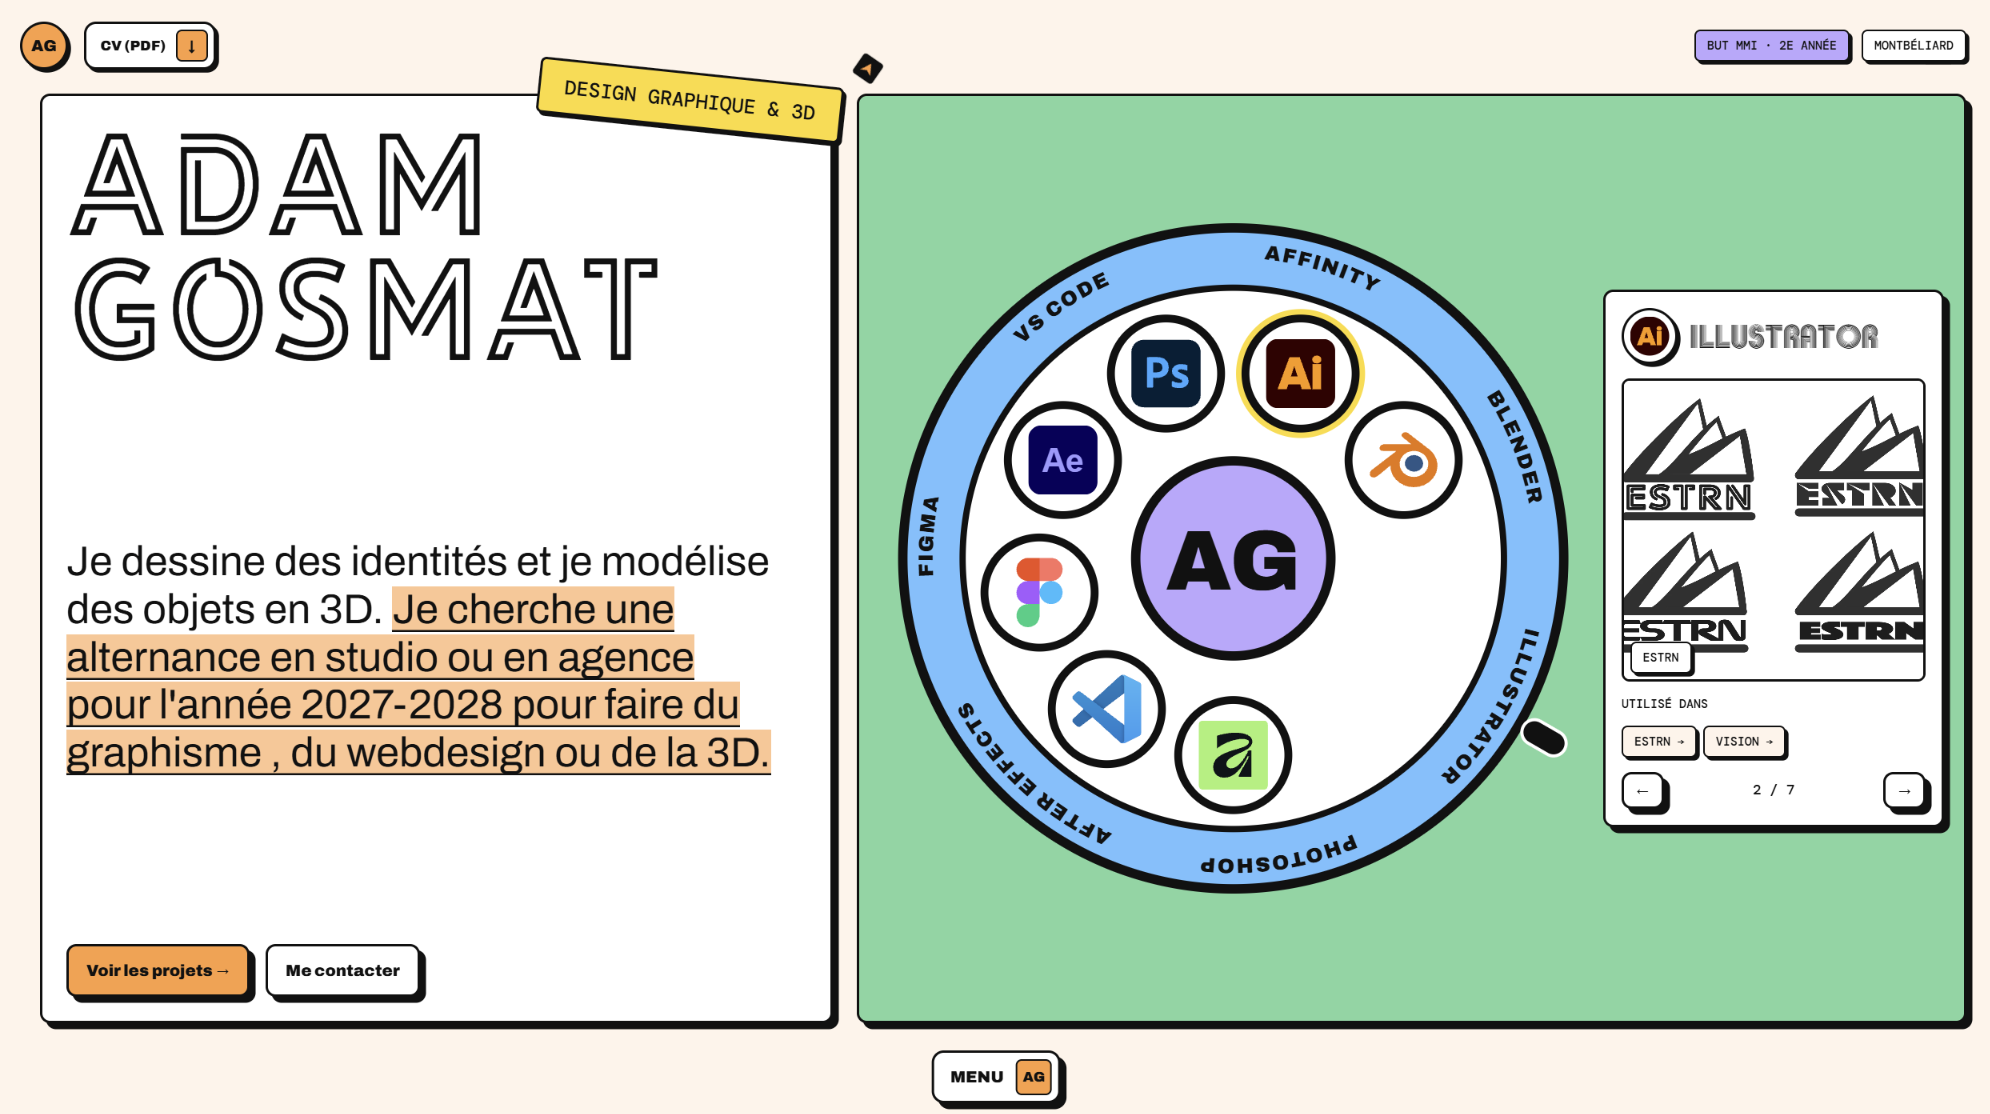 AG
CV (PDF) ↓
BUT MMI · 2E ANNÉE
MONTBÉLIARD
DESIGN GRAPHIQUE & 3D
ADAM
GOSMAT
Je dessine des identités et je modélise
des objets en 3D. Je cherche une
alternance en studio ou en agence
pour l'année 2027-2028 pour faire du
graphisme , du webdesign ou de la 3D.
Voir les projets →
Me contacter
AFFINITY
BLENDER
ILLUSTRATOR
PHOTOSHOP
AFTER EFFECTS
FIGMA
VS CODE
Ps
Ai
Ae
a
AG
Ai ILLUSTRATOR
ESTRN
ESTRN
ESTRN
ESTRN
ESTRN
UTILISÉ DANS
ESTRN →
VISION →
←
2 / 7
→
MENU AG